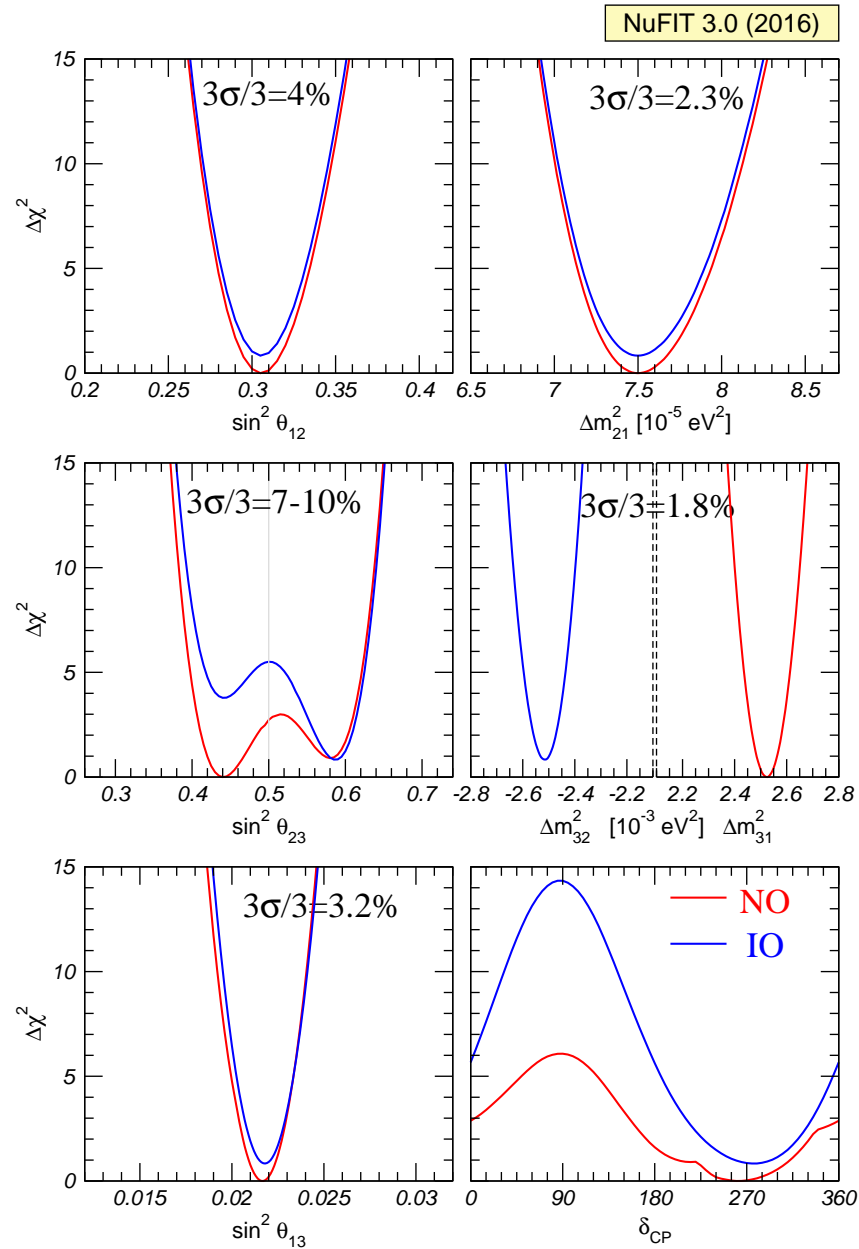 NuFIT 3.0 (2016)
3σ/3=4%
3σ/3=2.3%
Δχ²
15
10
5
0
0.2 0.25 0.3 0.35 0.4
6.5 7 7.5 8 8.5
sin² θ₁₂
Δm²₂₁ [10⁻⁵ eV²]
3σ/3=7-10%
3σ/3=1.8%
Δχ²
15
10
5
0
0.3 0.4 0.5 0.6 0.7
-2.8 -2.6 -2.4 -2.2 2.2 2.4 2.6 2.8
sin² θ₂₃
Δm²₃₂ [10⁻³ eV²] Δm²₃₁
3σ/3=3.2%
NO
IO
Δχ²
15
10
5
0
0.015 0.02 0.025 0.03
0 90 180 270 360
sin² θ₁₃
δCP